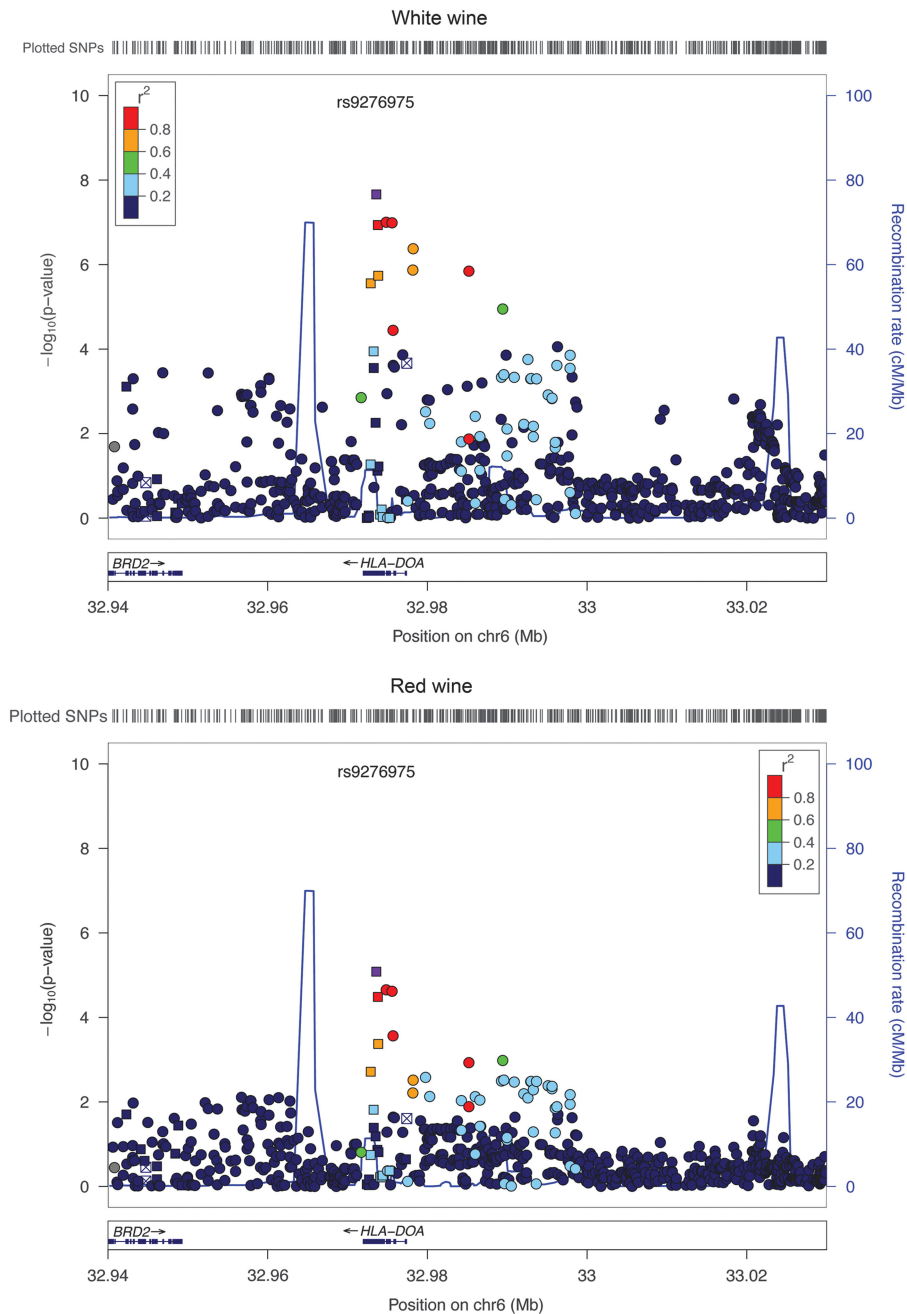 White wine
Plotted SNPs
10 rs9276975 100
r²
0.8
0.6
0.4
0.2
8 80
6 60
4 40
2 20
0 0
−log₁₀(p−value)
Recombination rate (cM/Mb)
BRD2→ ←HLA−DOA
32.94 32.96 32.98 33 33.02
Position on chr6 (Mb)
Red wine
Plotted SNPs
10 rs9276975 100
r²
0.8
0.6
0.4
0.2
8 80
6 60
4 40
2 20
0 0
−log₁₀(p−value)
Recombination rate (cM/Mb)
BRD2→ ←HLA−DOA
32.94 32.96 32.98 33 33.02
Position on chr6 (Mb)